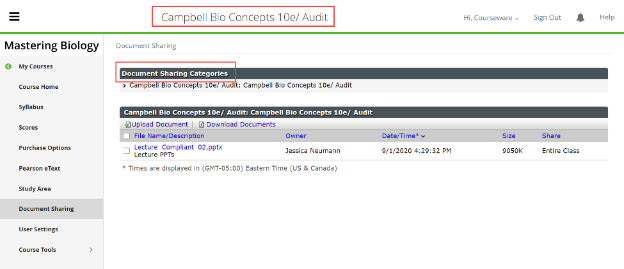 Campbell Bio Concepts 10e/ Audit
Hi, Courseware
Sign Out
Help
Mastering Biology
My Courses
Course Home
Syllabus
Scores
Purchase Options
Pearson eText
Study Area
Document Sharing
User Settings
Course Tools
Document Sharing
Document Sharing Categories
Campbell Bio Concepts 10e/ Audit: Campbell Bio Concepts 10e/ Audit
Campbell Bio Concepts 10e/ Audit: Campbell Bio Concepts 10e/ Audit
Upload Document | Download Documents
File Name/Description Owner Date/Time* Size Share
Lecture_Compliant_02.pptx Jessica Neumann 9/1/2020 4:29:32 PM 9050K Entire Class
Lecture PPTs
* Times are displayed in (GMT-05:00) Eastern Time (US & Canada)